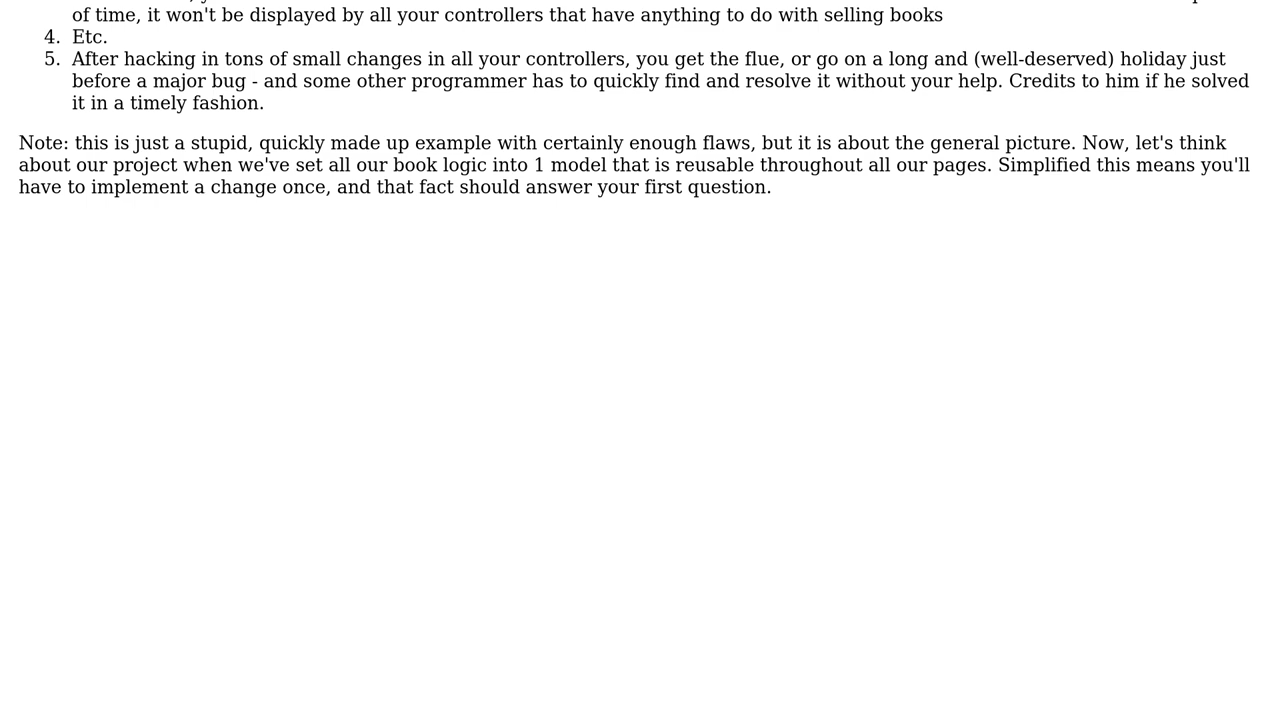 of time, it won't be displayed by all your controllers that have anything to do with selling books
4. Etc.
5. After hacking in tons of small changes in all your controllers, you get the flue, or go on a long and (well-deserved) holiday just
before a major bug - and some other programmer has to quickly find and resolve it without your help. Credits to him if he solved
it in a timely fashion.
Note: this is just a stupid, quickly made up example with certainly enough flaws, but it is about the general picture. Now, let's think
about our project when we've set all our book logic into 1 model that is reusable throughout all our pages. Simplified this means you'll
have to implement a change once, and that fact should answer your first question.